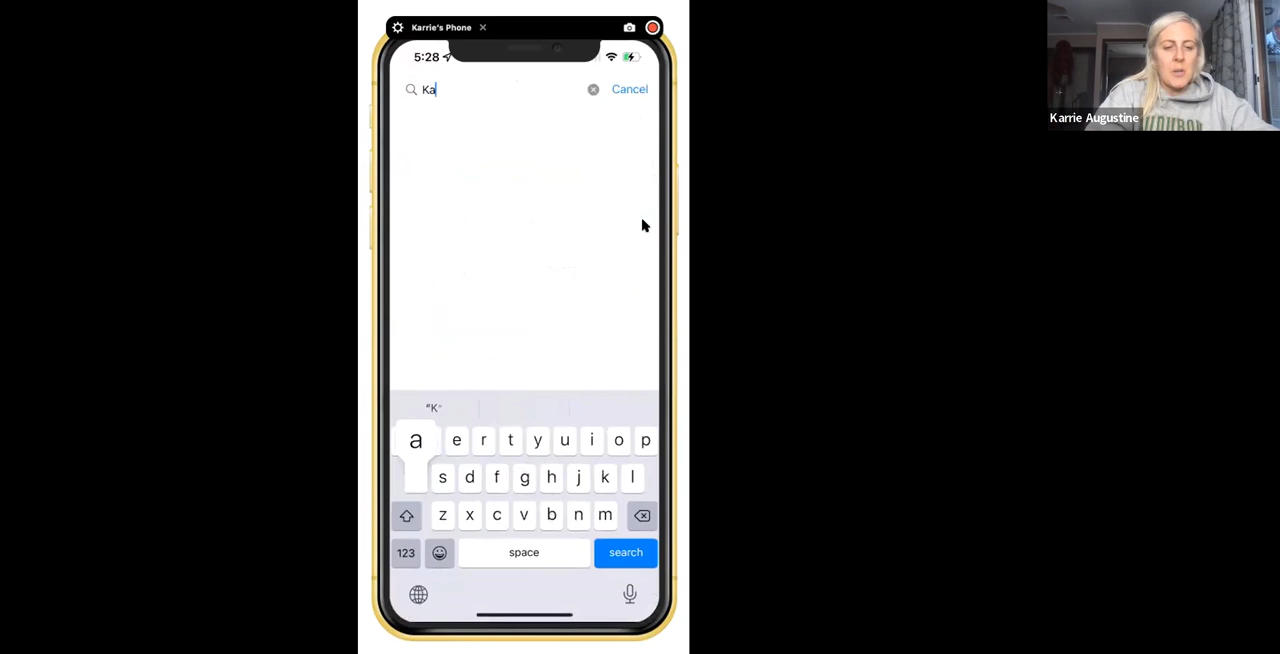 Karrie's Phone
5:28
Ka
Cancel
Karrie Augustine
"K"
a e r t y u i o p
s d f g h j k l
z x c v b n m
123 space search